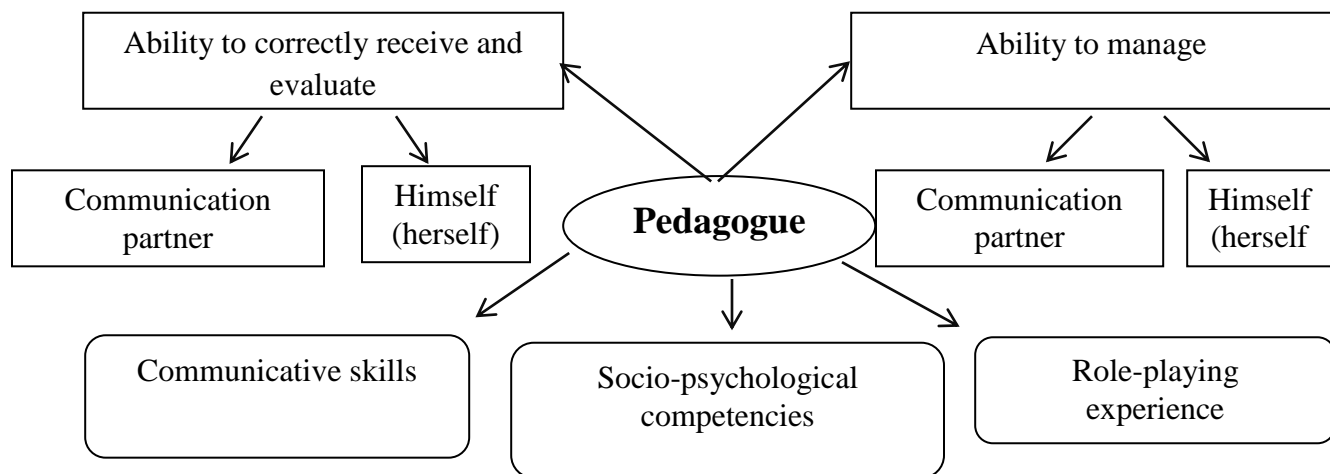 Ability to correctly receive and
evaluate
Ability to manage
Communication
partner
Himself
(herself)
Pedagogue
Communication
partner
Himself
(herself
Communicative skills
Socio-psychological
competencies
Role-playing
experience